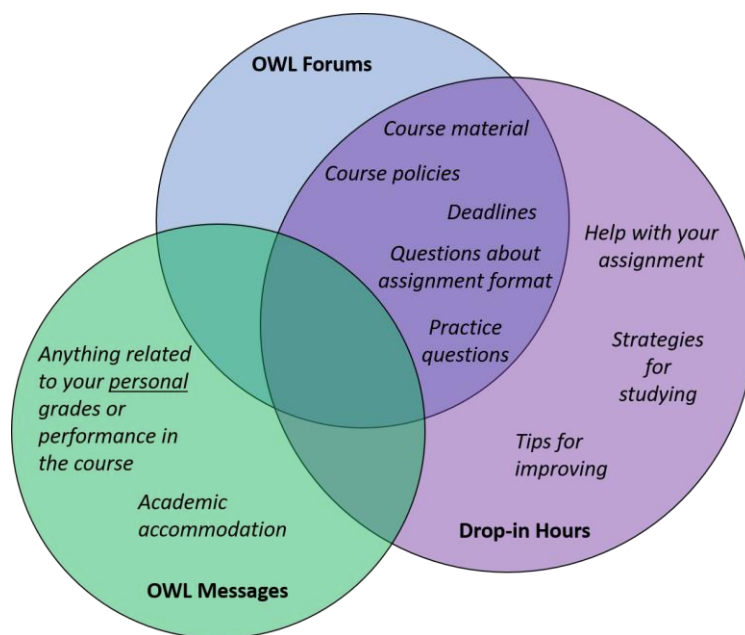 OWL Forums
Course material
Course policies
Deadlines
Questions about
assignment format
Practice
questions
Help with your
assignment
Strategies
for
studying
Tips for
improving
Drop-in Hours
Anything related
to your personal
grades or
performance in
the course
Academic
accommodation
OWL Messages